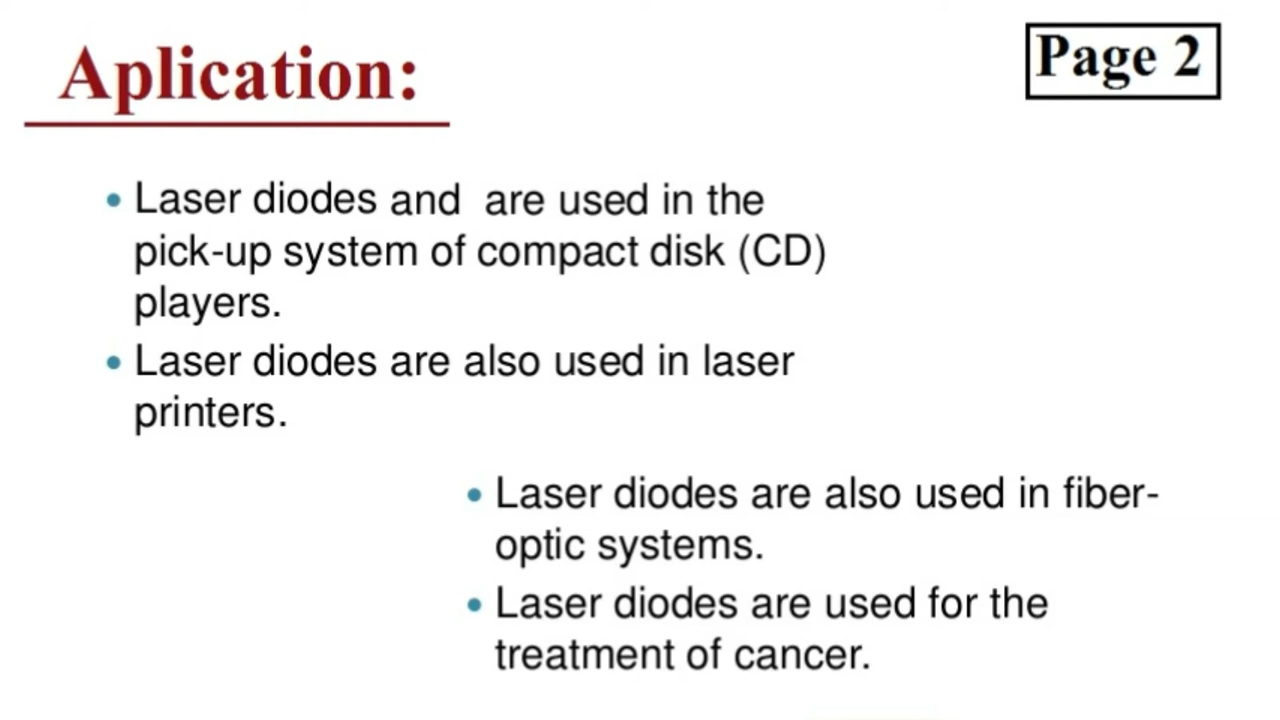 Aplication:
Page 2
• Laser diodes and  are used in the
pick-up system of compact disk (CD)
players.
• Laser diodes are also used in laser
printers.
• Laser diodes are also used in fiber-
optic systems.
• Laser diodes are used for the
treatment of cancer.